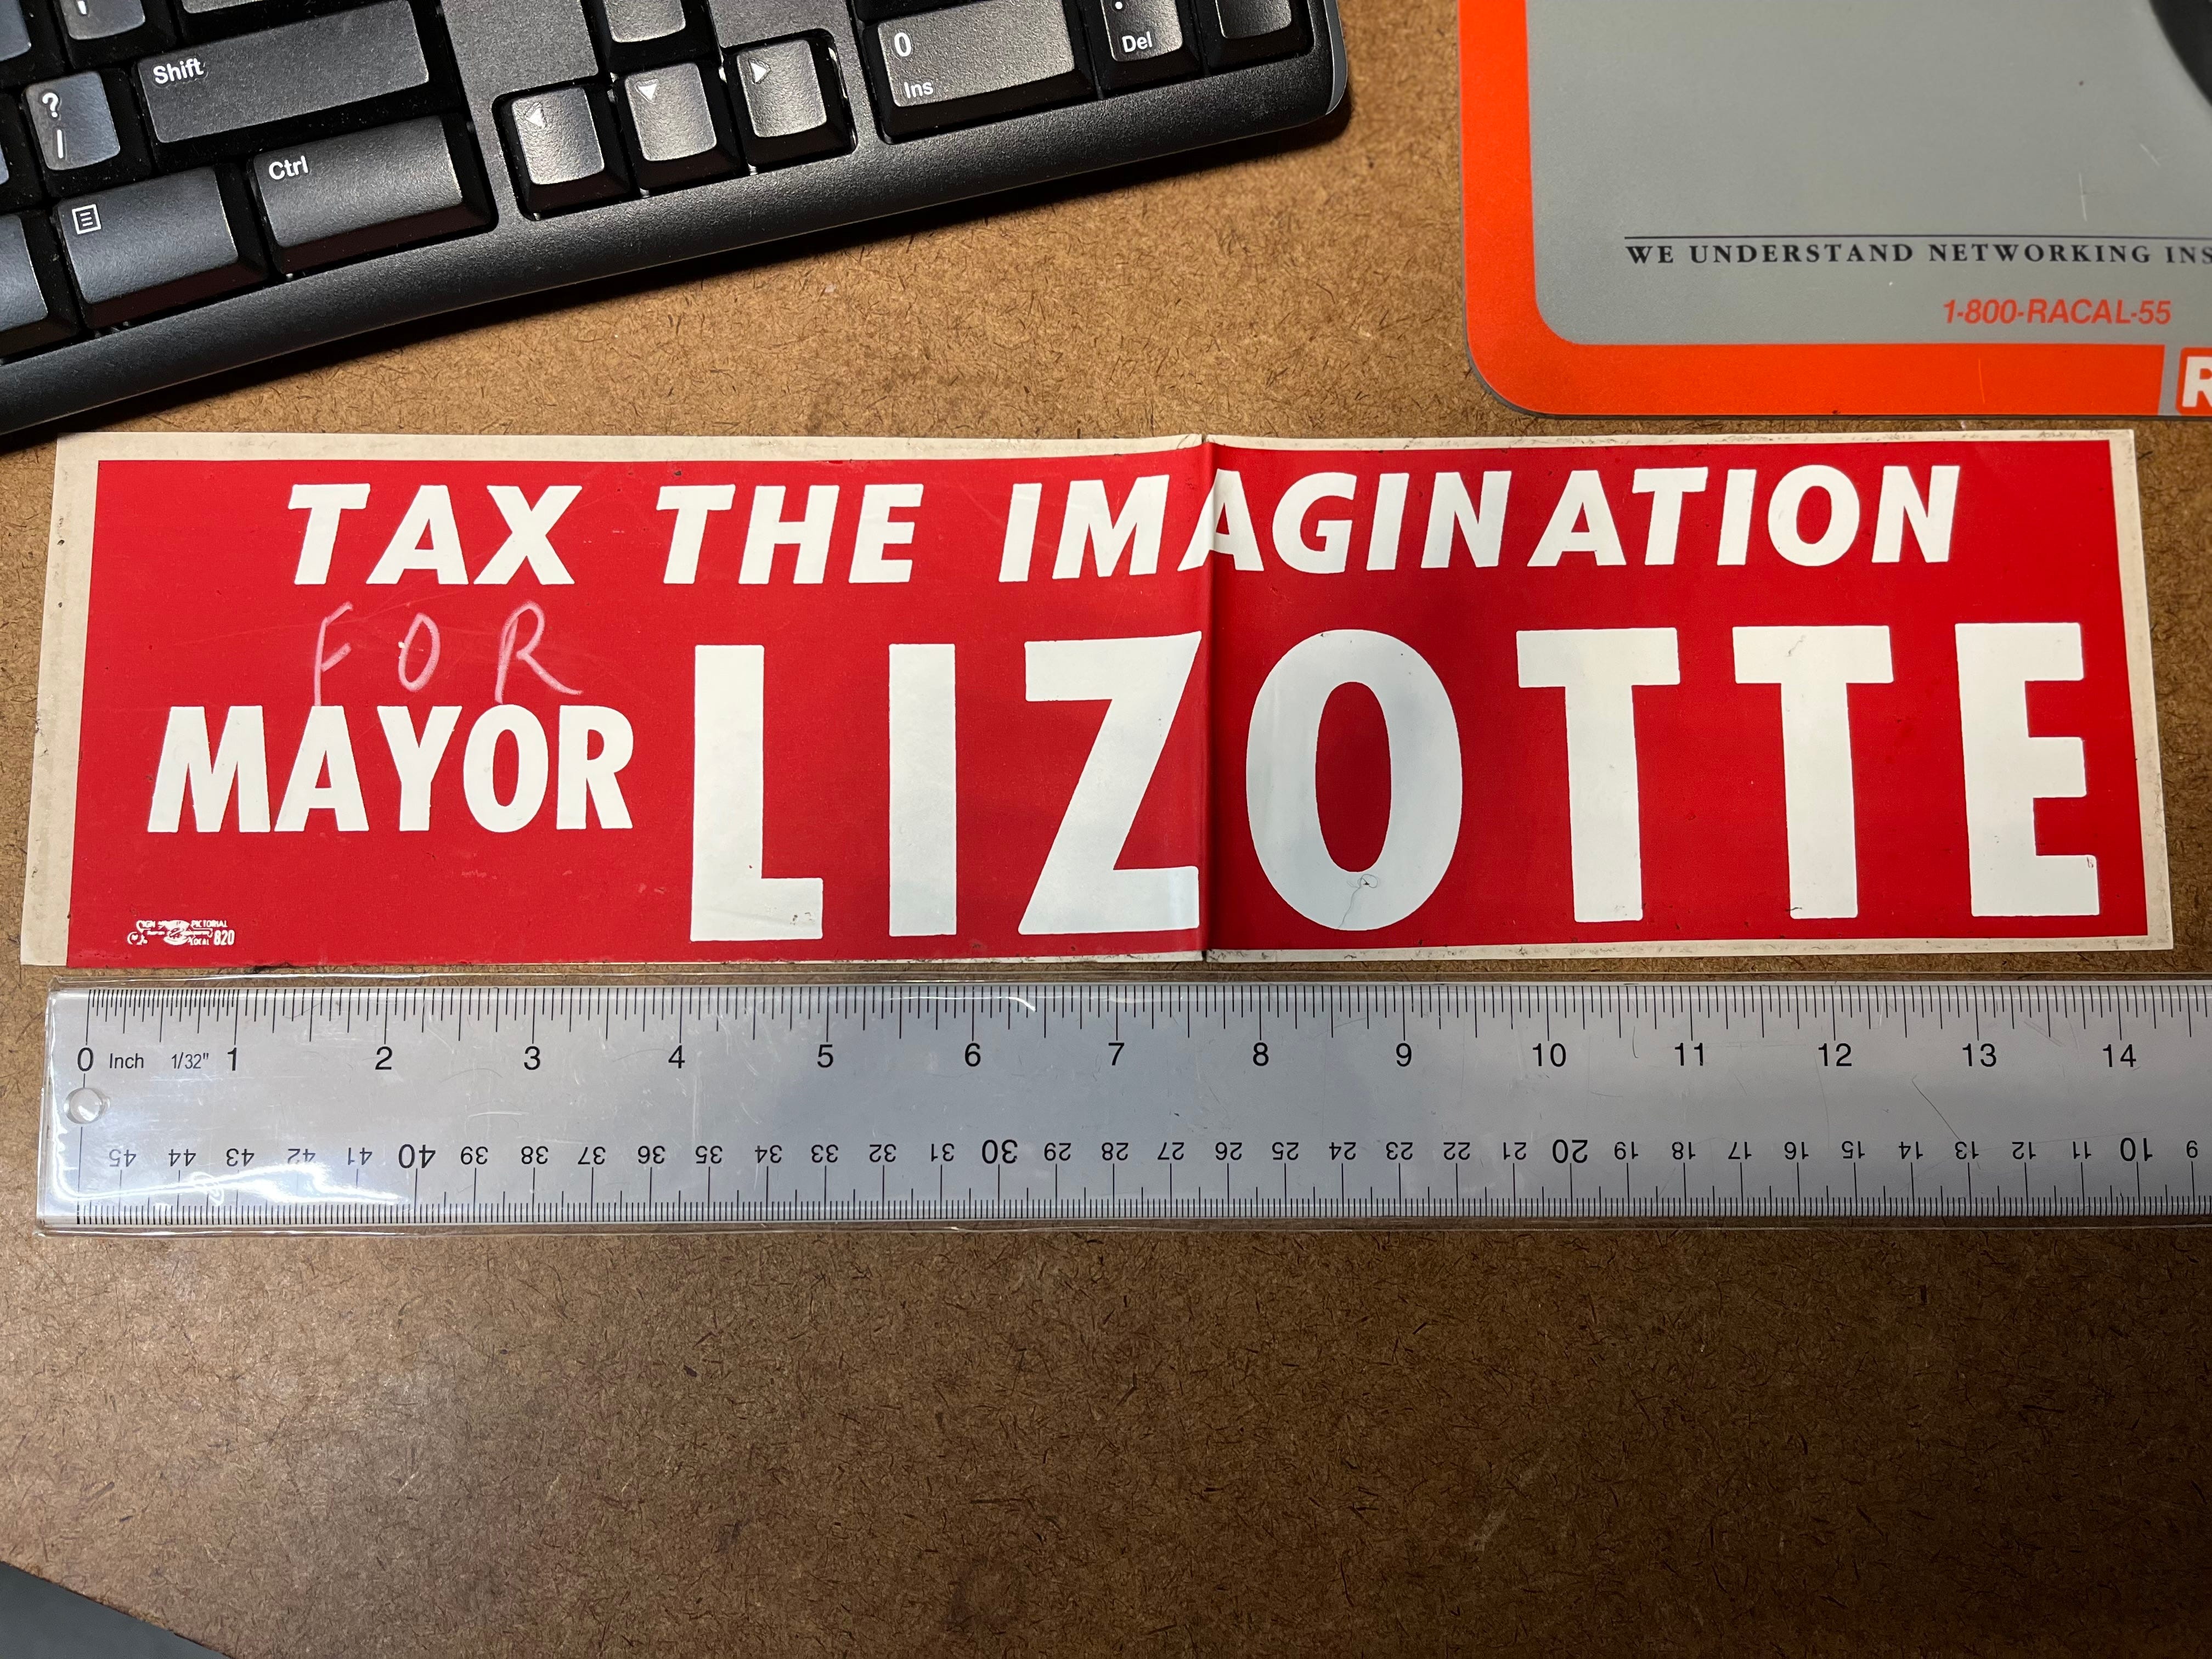 Shift
?
/
Ctrl
0
Ins
.
Del
WE UNDERSTAND NETWORKING INS
1-800-RACAL-55
R
TAX THE IMAGINATION
FOR
MAYOR LIZOTTE
SIGN PICTORIAL
LOCAL 820
0 Inch 1/32" 1 2 3 4 5 6 7 8 9 10 11 12 13 14
45 44 43 42 41 40 39 38 37 36 35 34 33 32 31 30 29 28 27 26 25 24 23 22 21 20 19 18 17 16 15 14 13 12 11 10 9